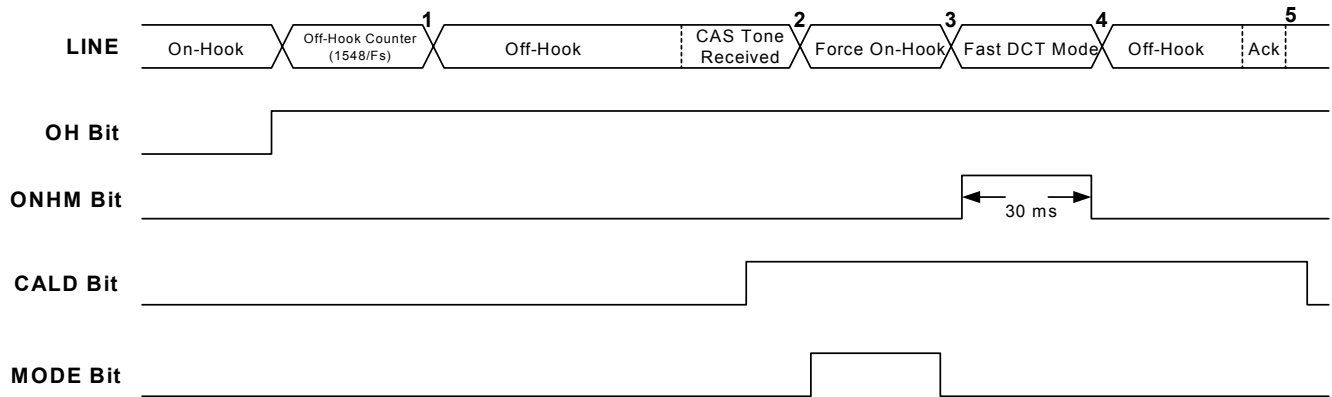 1 2 3 4 5
LINE
On-Hook
Off-Hook Counter
(1548/Fs)
Off-Hook
CAS Tone
Received
Force On-Hook
Fast DCT Mode
Off-Hook
Ack
OH Bit
ONHM Bit
30 ms
CALD Bit
MODE Bit